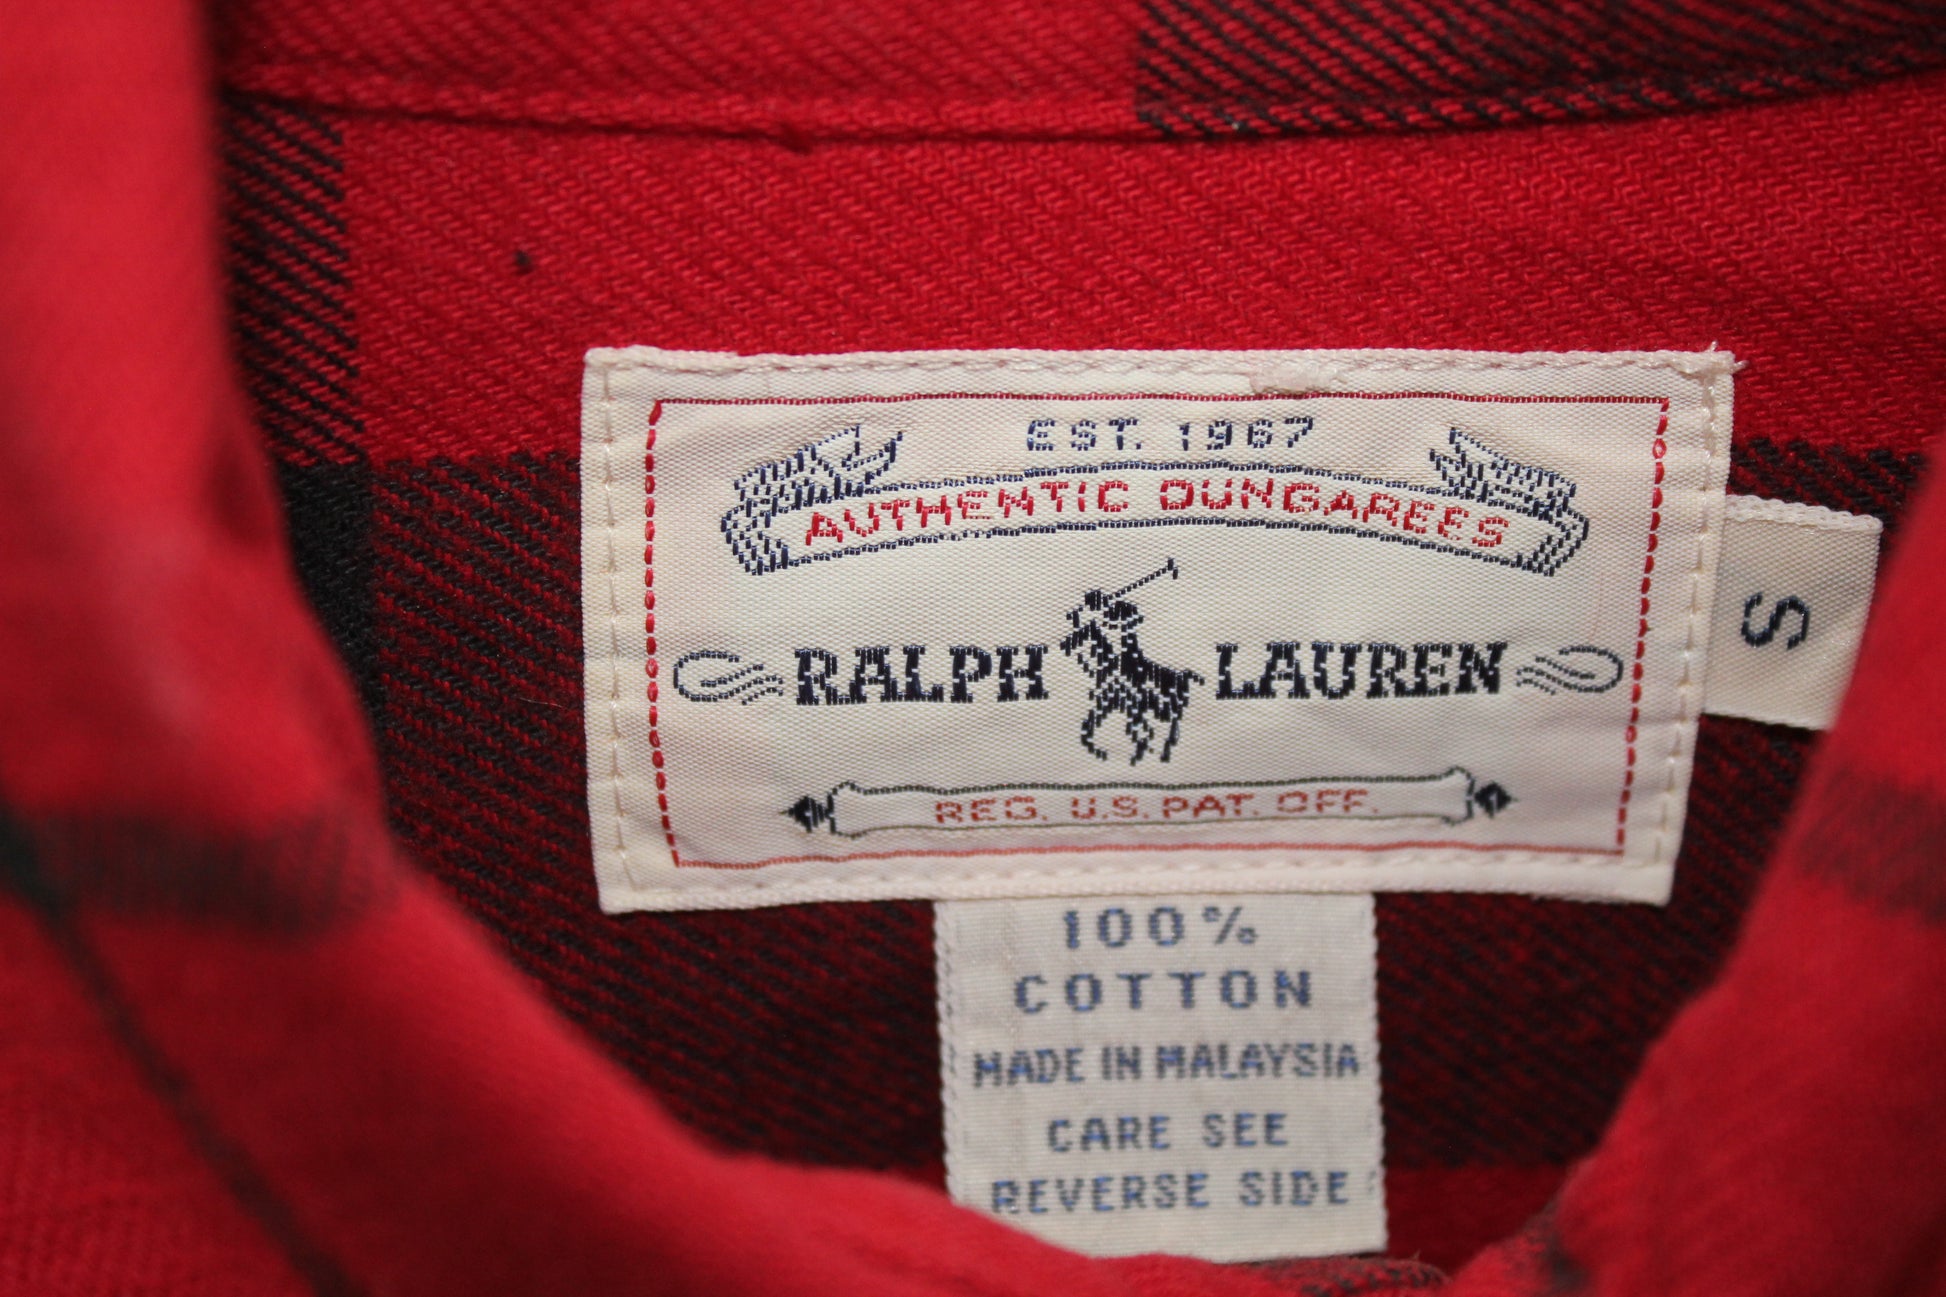 EST. 1967
AUTHENTIC DUNGAREES
RALPH LAUREN
REG. U.S. PAT. OFF.
S
100%
COTTON
MADE IN MALAYSIA
CARE SEE
REVERSE SIDE